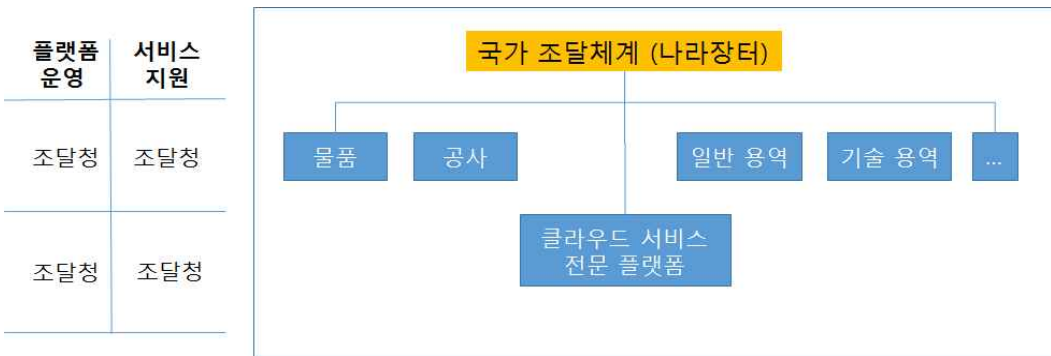 플랫폼 서비스
운영 지원
조달청 조달청
조달청 조달청
국가 조달체계 (나라장터)
물품 공사 일반 용역 기술 용역 ...
클라우드 서비스
전문 플랫폼